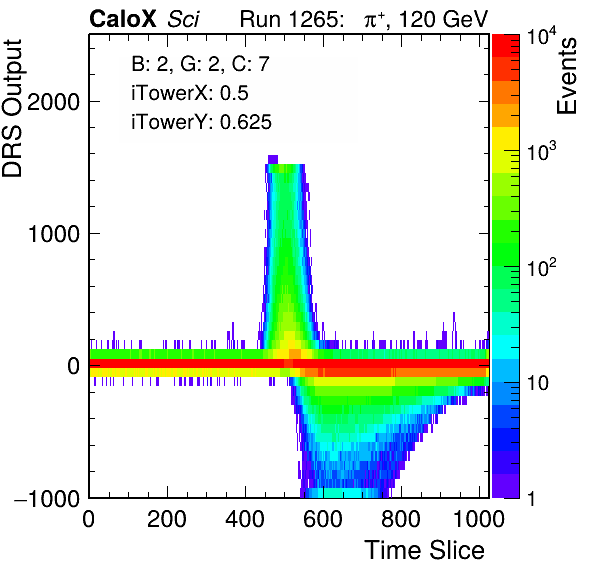 CaloX Sci Run 1265: π⁺, 120 GeV
B: 2, G: 2, C: 7
iTowerX: 0.5
iTowerY: 0.625
DRS Output
2000
1000
0
−1000
0 200 400 600 800 1000
Time Slice
Events
10⁴
10³
10²
10
1